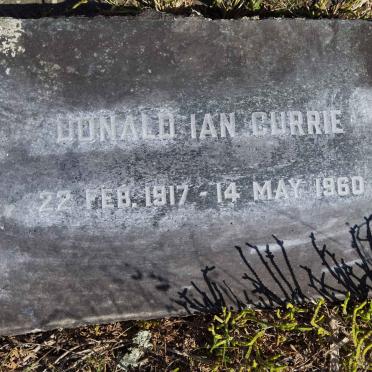 DONALD IAN CURRIE
22 FEB. 1917 - 14 MAY 1960